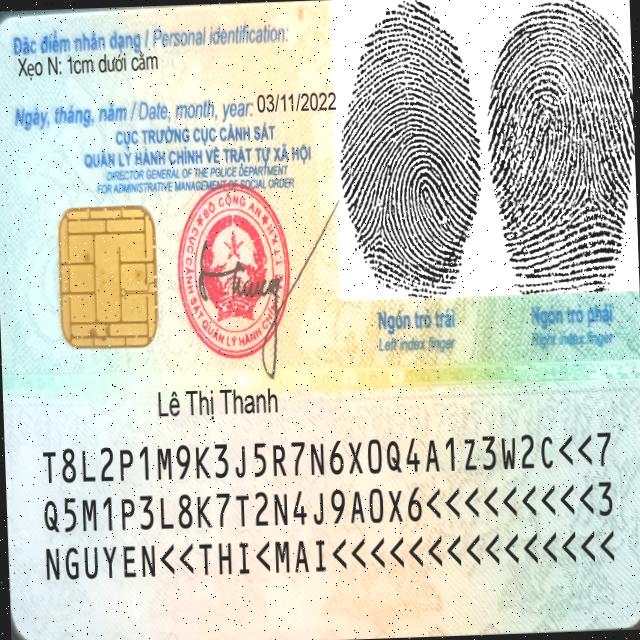 Đặc điểm nhân dạng / Personal identification:
Xẹo N: 1cm dưới cằm
Ngày, tháng, năm / Date, month, year: 03/11/2022
CỤC TRƯỞNG CỤC CẢNH SÁT
QUẢN LÝ HÀNH CHÍNH VỀ TRẬT TỰ XÃ HỘI
DIRECTOR GENERAL OF THE POLICE DEPARTMENT
FOR ADMINISTRATIVE MANAGEMENT OF SOCIAL ORDER
BỘ CÔNG AN
CỤC CẢNH SÁT QUẢN LÝ HÀNH CHÍNH
Ngón trỏ trái
Left index finger
Ngón trỏ phải
Right index finger
Lê Thị Thanh
T8L2P1M9K3J5R7N6X0Q4A1Z3W2C<<7
Q5M1P3L8K7T2N4J9A0X6<<<<<<<<<3
NGUYEN<<THI<MAI<<<<<<<<<<<<<<<